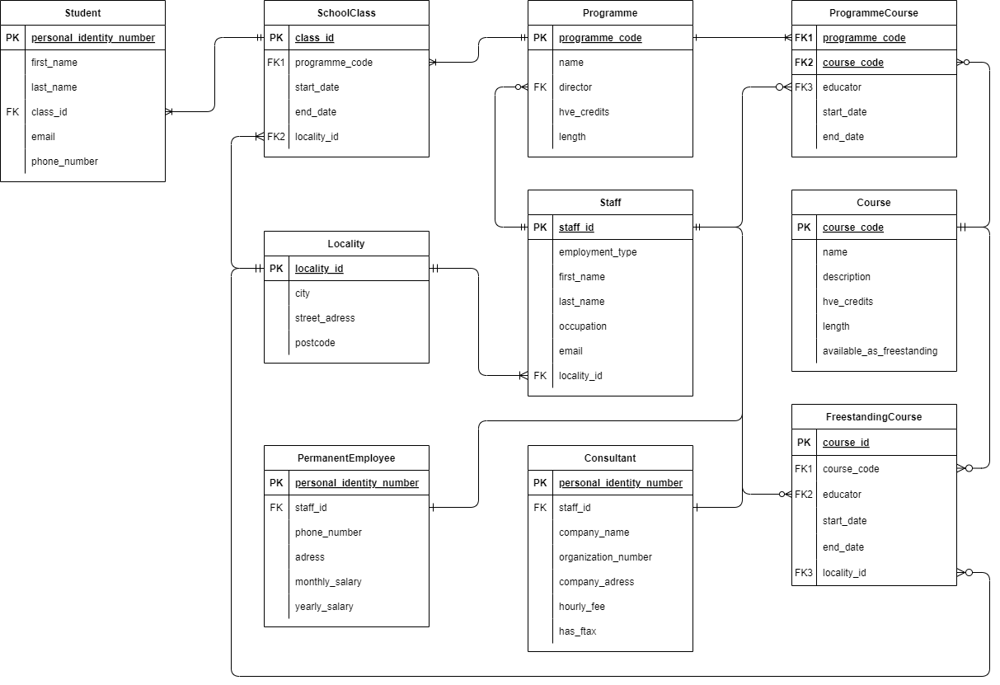 Student
PK personal_identity_number
first_name
last_name
FK class_id
email
phone_number
SchoolClass
PK class_id
FK1 programme_code
start_date
end_date
FK2 locality_id
Programme
PK programme_code
name
FK director
hve_credits
length
ProgrammeCourse
FK1 programme_code
FK2 course_code
FK3 educator
start_date
end_date
Locality
PK locality_id
city
street_adress
postcode
Staff
PK staff_id
employment_type
first_name
last_name
occupation
email
FK locality_id
Course
PK course_code
name
description
hve_credits
length
available_as_freestanding
PermanentEmployee
PK personal_identity_number
FK staff_id
phone_number
adress
monthly_salary
yearly_salary
Consultant
PK personal_identity_number
FK staff_id
company_name
organization_number
company_adress
hourly_fee
has_ftax
FreestandingCourse
PK course_id
FK1 course_code
FK2 educator
start_date
end_date
FK3 locality_id